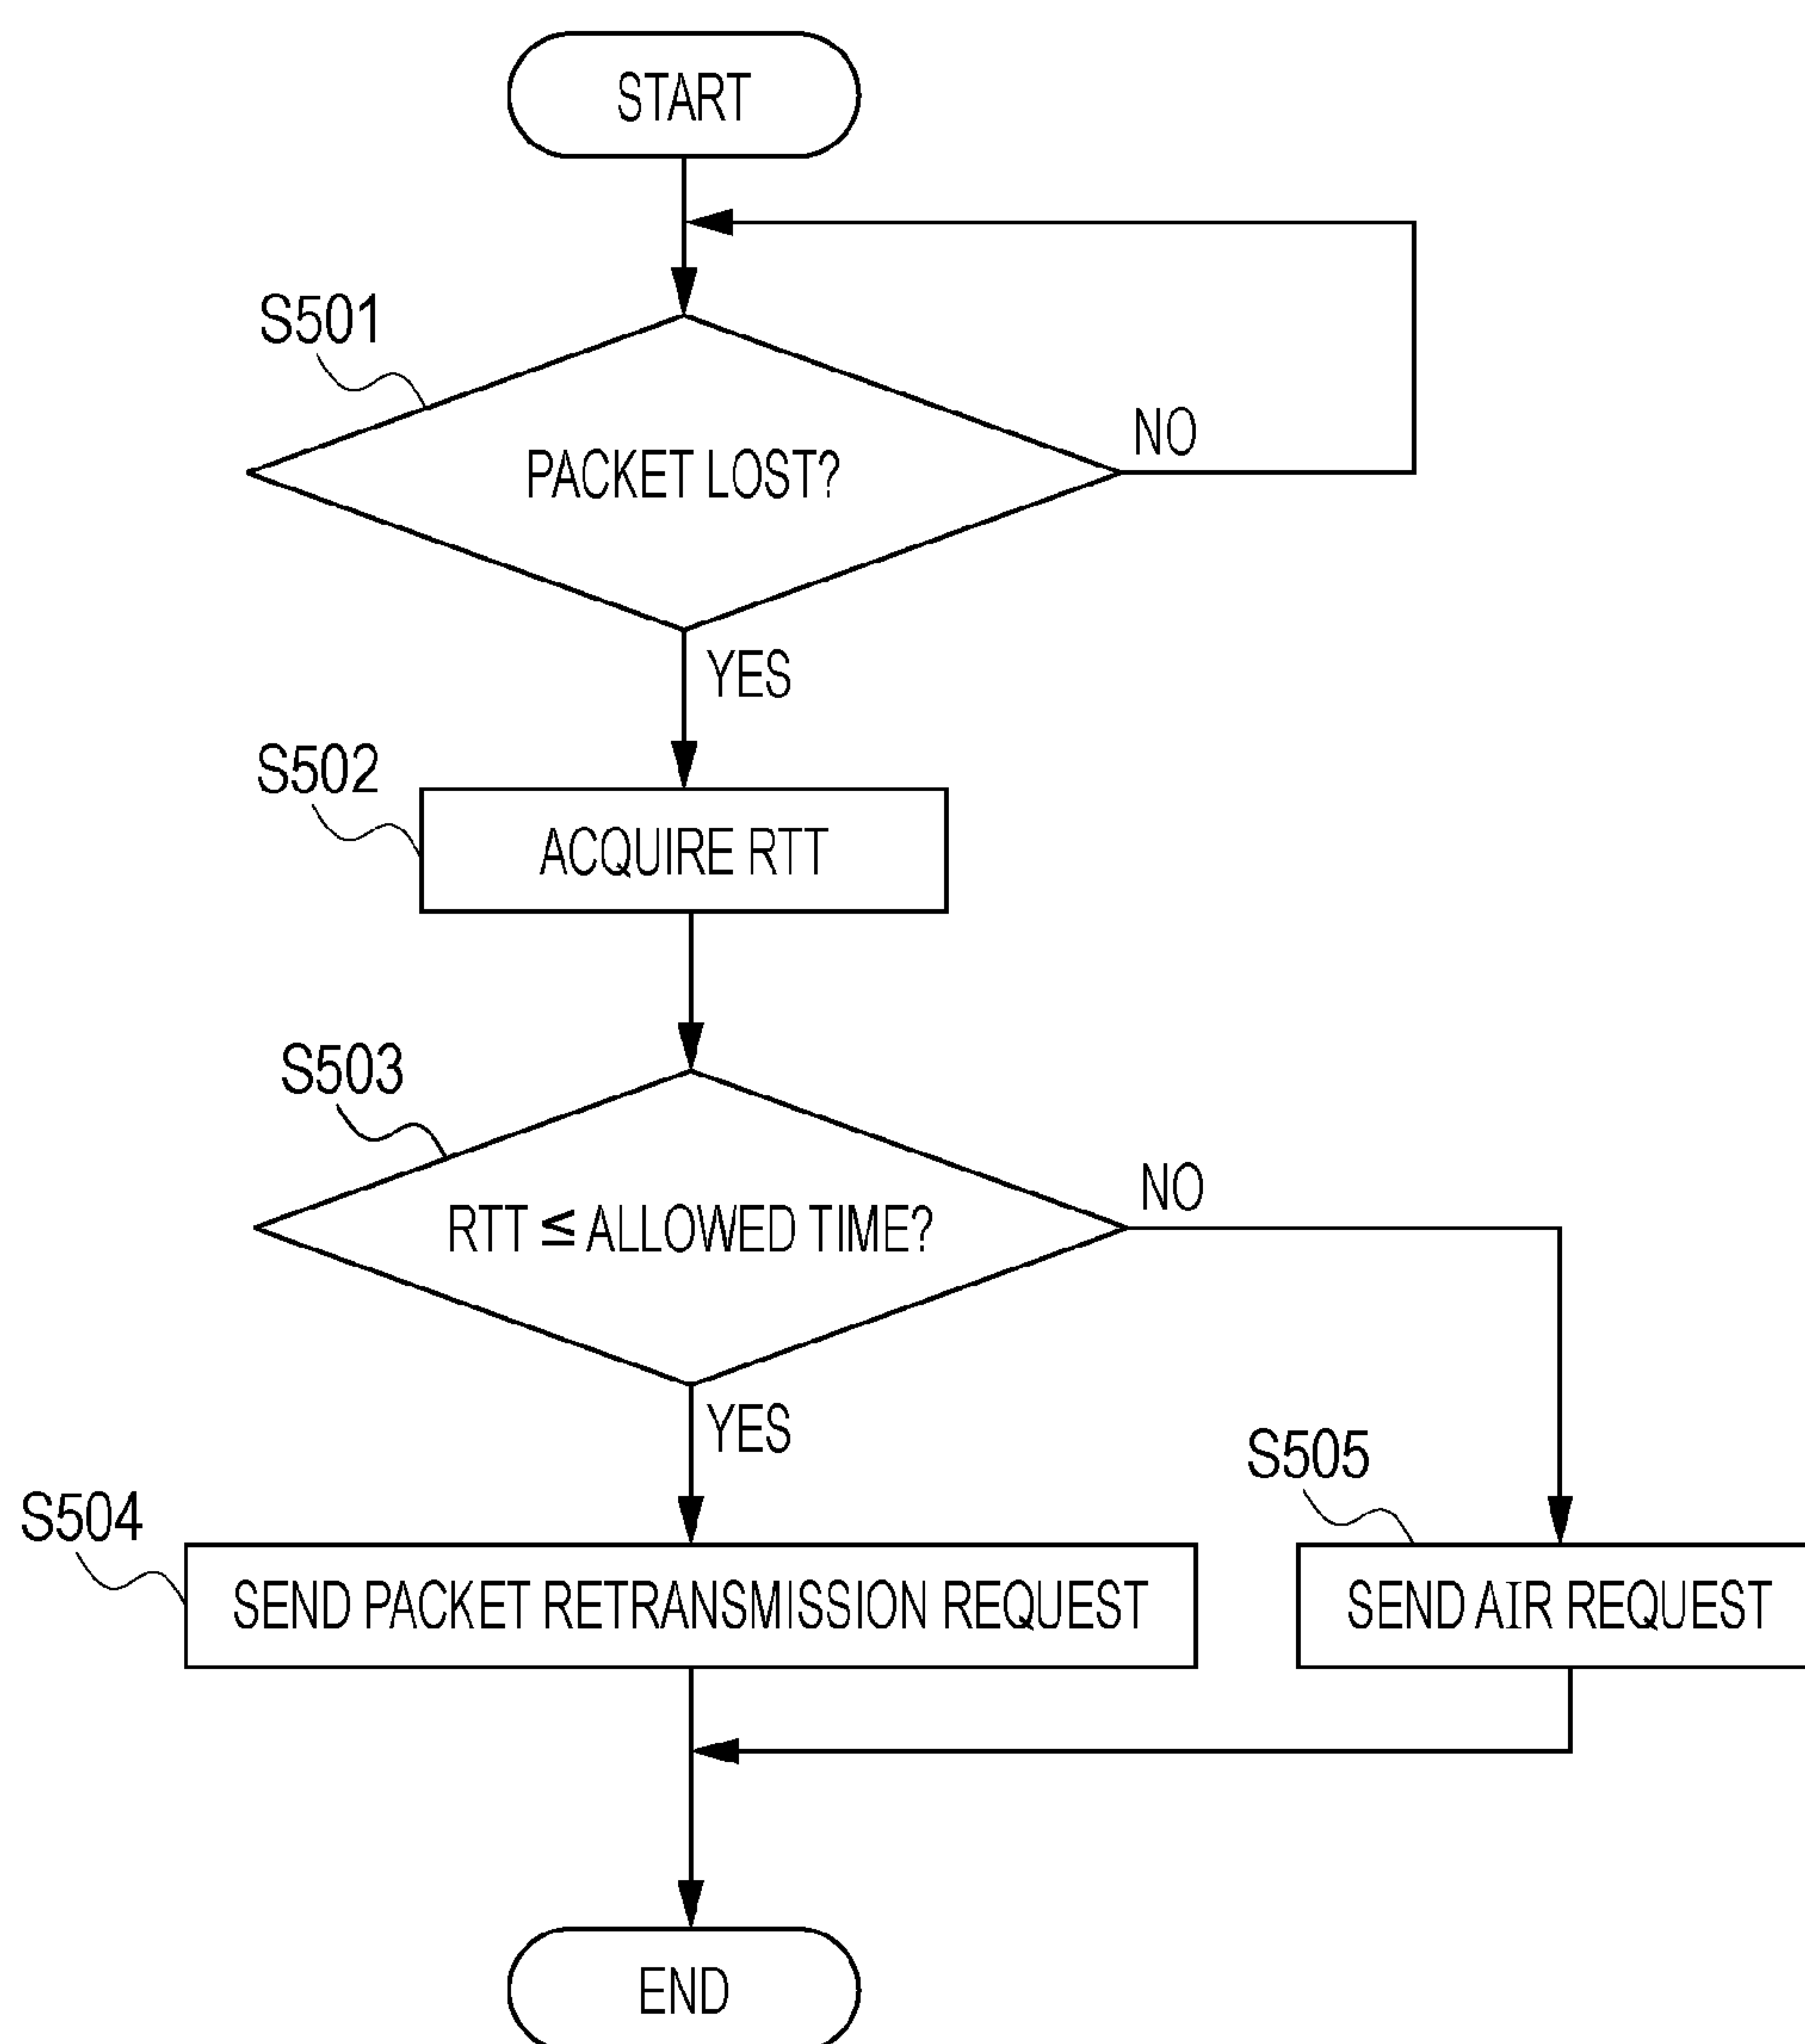 START
S501
PACKET LOST?
NO
YES
S502
ACQUIRE RTT
S503
RTT ≤ ALLOWED TIME?
NO
YES
S504
SEND PACKET RETRANSMISSION REQUEST
S505
SEND AIR REQUEST
END